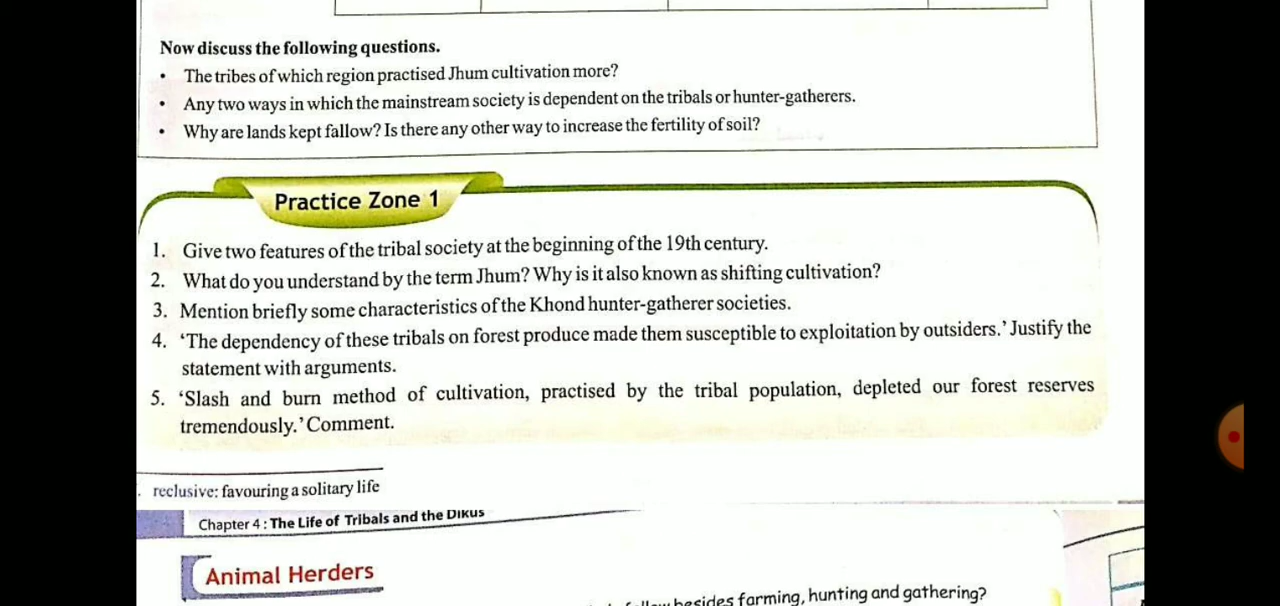 Now discuss the following questions.
• The tribes of which region practised Jhum cultivation more?
• Any two ways in which the mainstream society is dependent on the tribals or hunter-gatherers.
• Why are lands kept fallow? Is there any other way to increase the fertility of soil?
Practice Zone 1
1. Give two features of the tribal society at the beginning of the 19th century.
2. What do you understand by the term Jhum? Why is it also known as shifting cultivation?
3. Mention briefly some characteristics of the Khond hunter-gatherer societies.
4. ‘The dependency of these tribals on forest produce made them susceptible to exploitation by outsiders.’ Justify the
statement with arguments.
5. ‘Slash and burn method of cultivation, practised by the tribal population, depleted our forest reserves
tremendously.’ Comment.
reclusive: favouring a solitary life
Chapter 4 : The Life of Tribals and the Dikus
Animal Herders
besides farming, hunting and gathering?